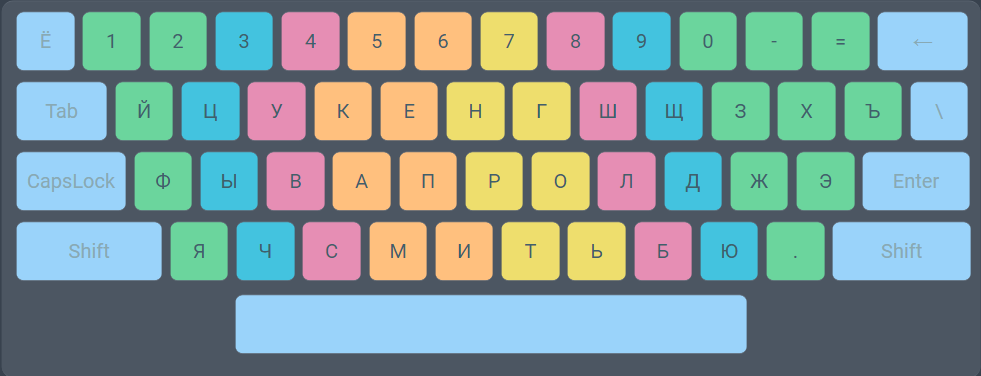 Ё 1 2 3 4 5 6 7 8 9 0 - = ←
Tab Й Ц У К Е Н Г Ш Щ З Х Ъ \
CapsLock Ф Ы В А П Р О Л Д Ж Э Enter
Shift Я Ч С М И Т Ь Б Ю . Shift